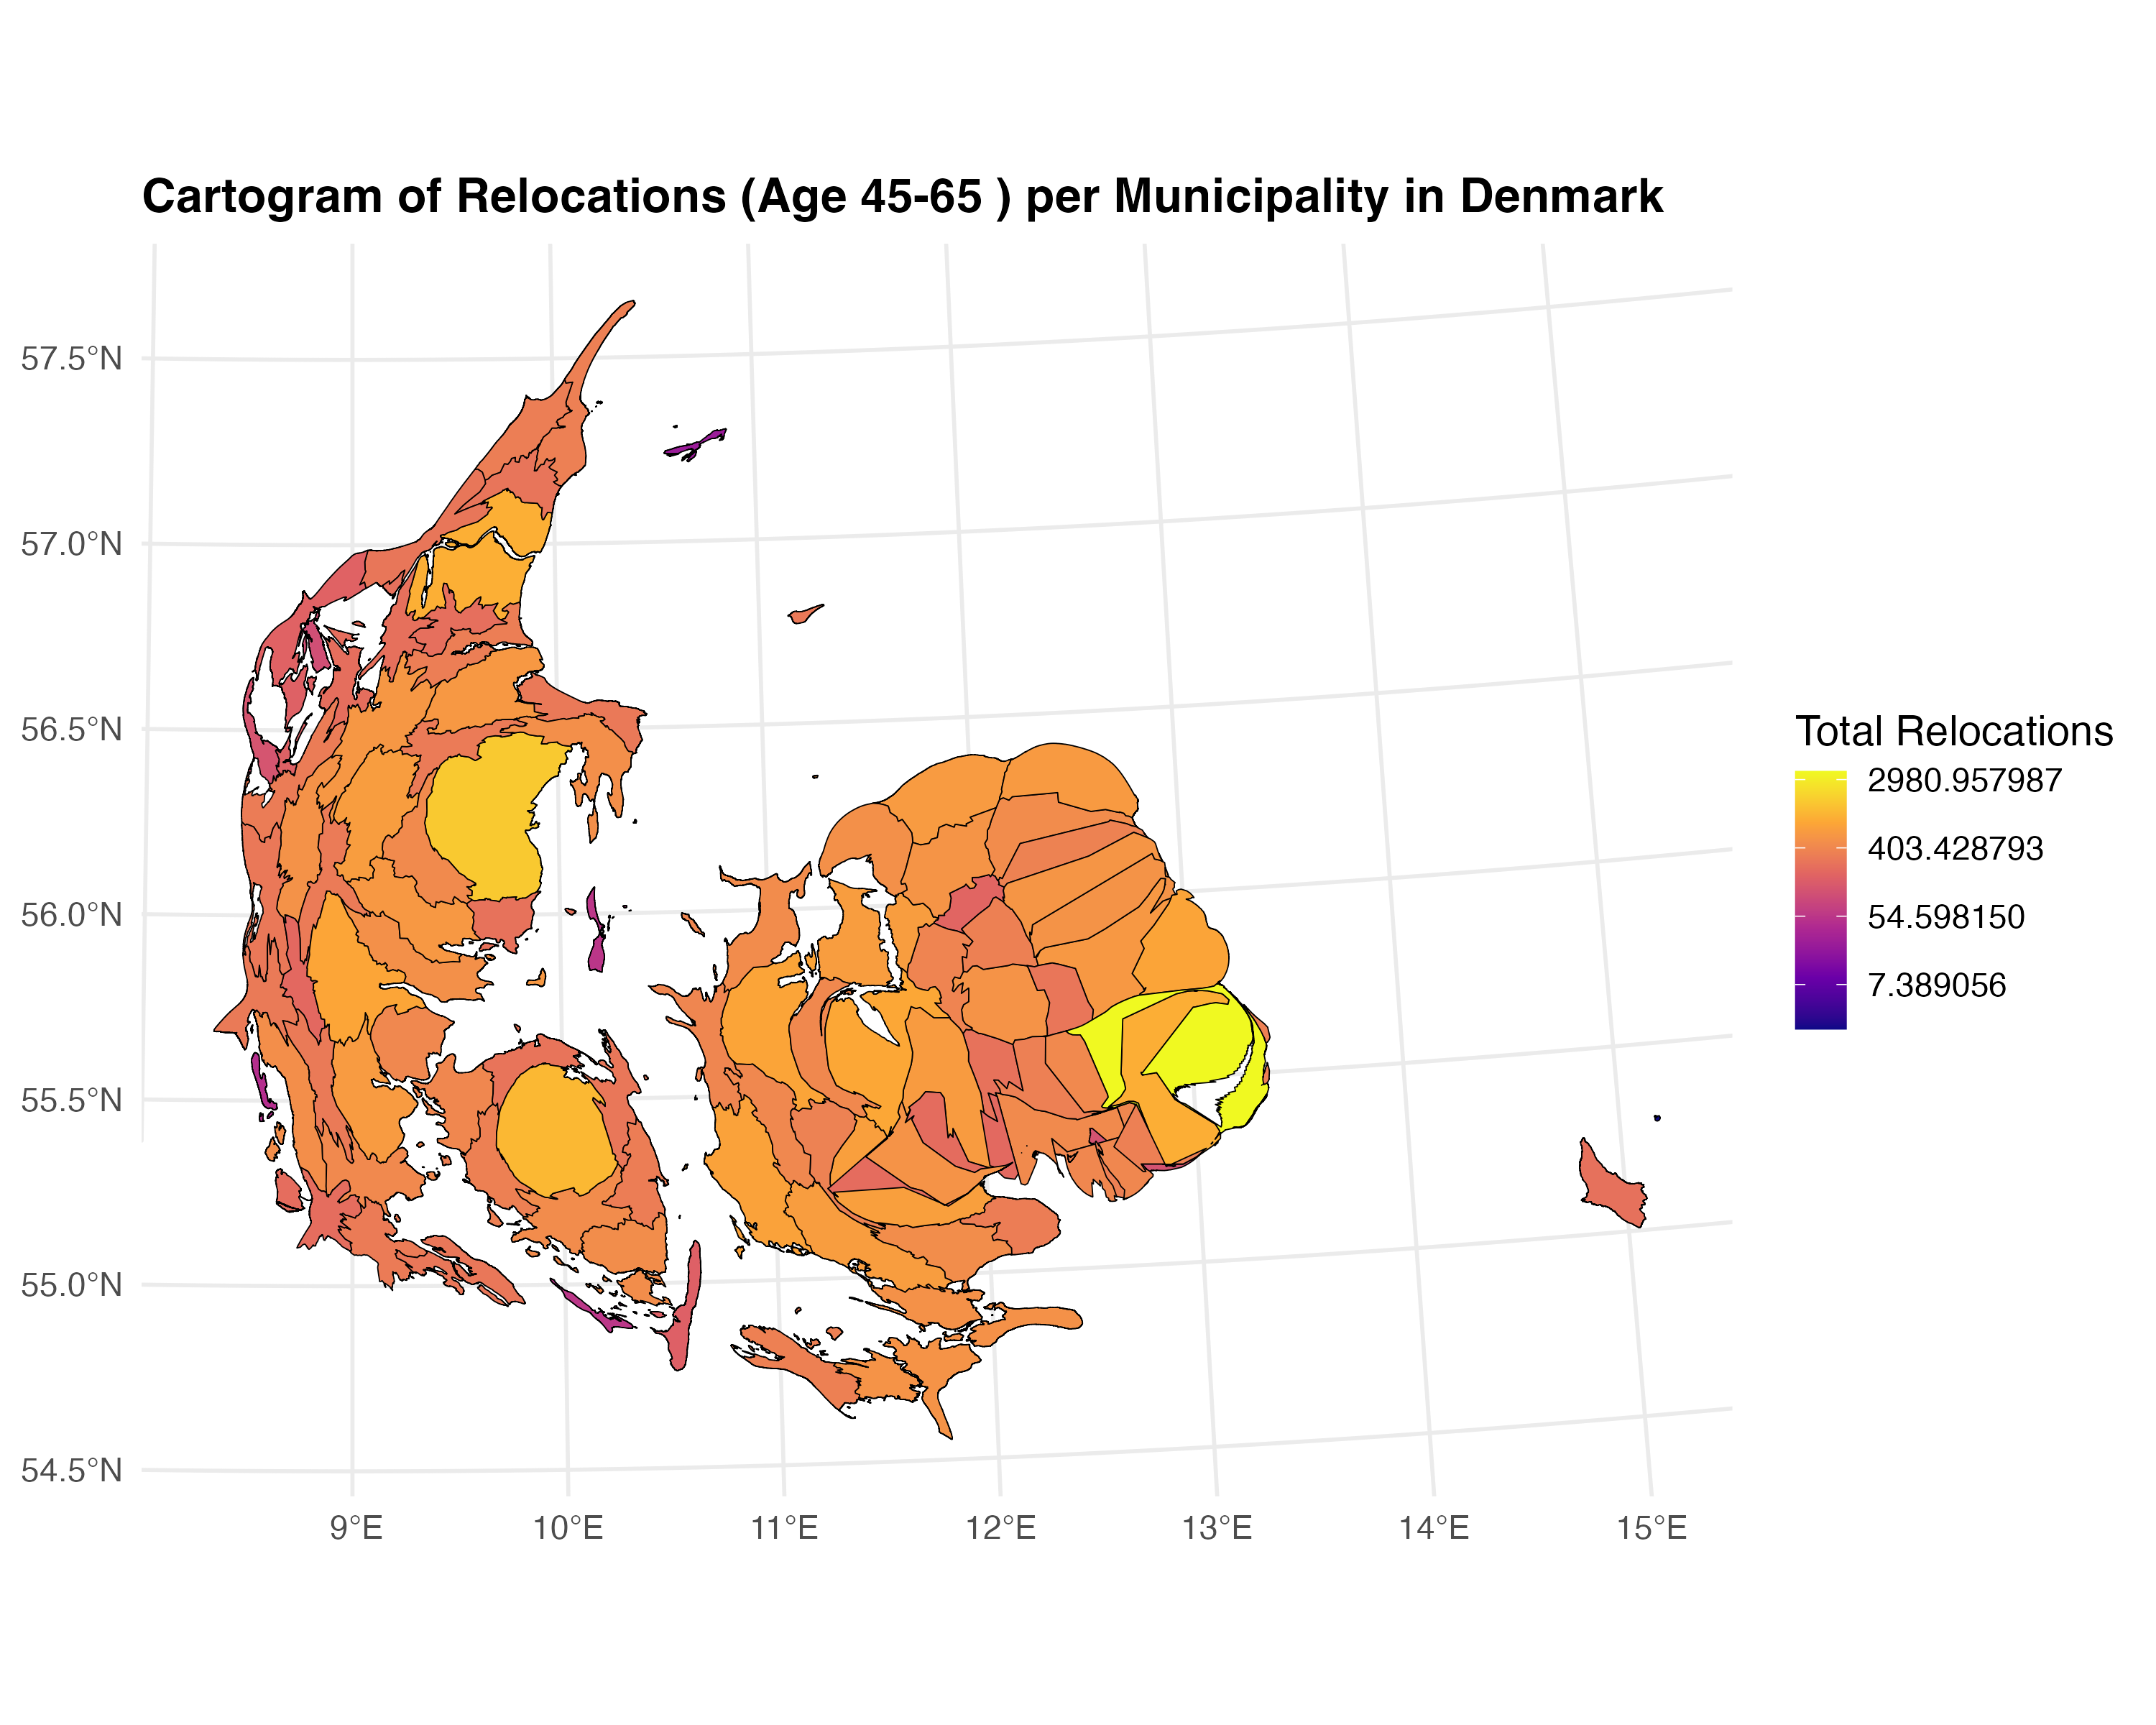 Cartogram of Relocations (Age 45-65 ) per Municipality in Denmark
57.5°N
57.0°N
56.5°N
56.0°N
55.5°N
55.0°N
54.5°N
9°E 10°E 11°E 12°E 13°E 14°E 15°E
Total Relocations
2980.957987
403.428793
54.598150
7.389056